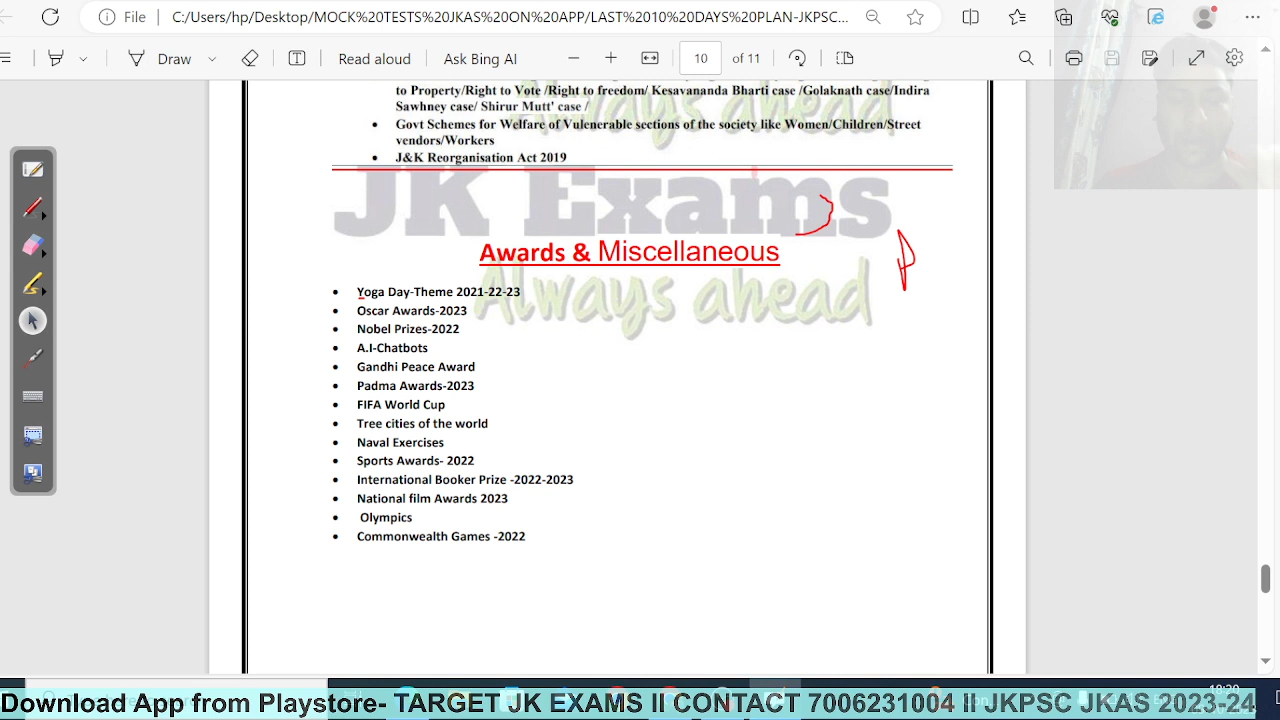 File
C:/Users/hp/Desktop/MOCK%20TESTS%20JKAS%20ON%20APP/LAST%2010%20DAYS%20PLAN-JKPSC...
Draw
Read aloud
Ask Bing AI
10
of 11
to Property/Right to Vote /Right to freedom/ Kesavananda Bharti case /Golaknath case/Indira
Sawhney case/ Shirur Mutt' case /
• Govt Schemes for Welfare of Vulenerable sections of the society like Women/Children/Street
vendors/Workers
• J&K Reorganisation Act 2019
JK Exams
Always ahead
Awards & Miscellaneous
• Yoga Day-Theme 2021-22-23
• Oscar Awards-2023
• Nobel Prizes-2022
• A.I-Chatbots
• Gandhi Peace Award
• Padma Awards-2023
• FIFA World Cup
• Tree cities of the world
• Naval Exercises
• Sports Awards- 2022
• International Booker Prize -2022-2023
• National film Awards 2023
• Olympics
• Commonwealth Games -2022
Download App from Playstore- TARGET JK EXAMS II CONTACT 7006231004 II JKPSC JKAS 2023-24